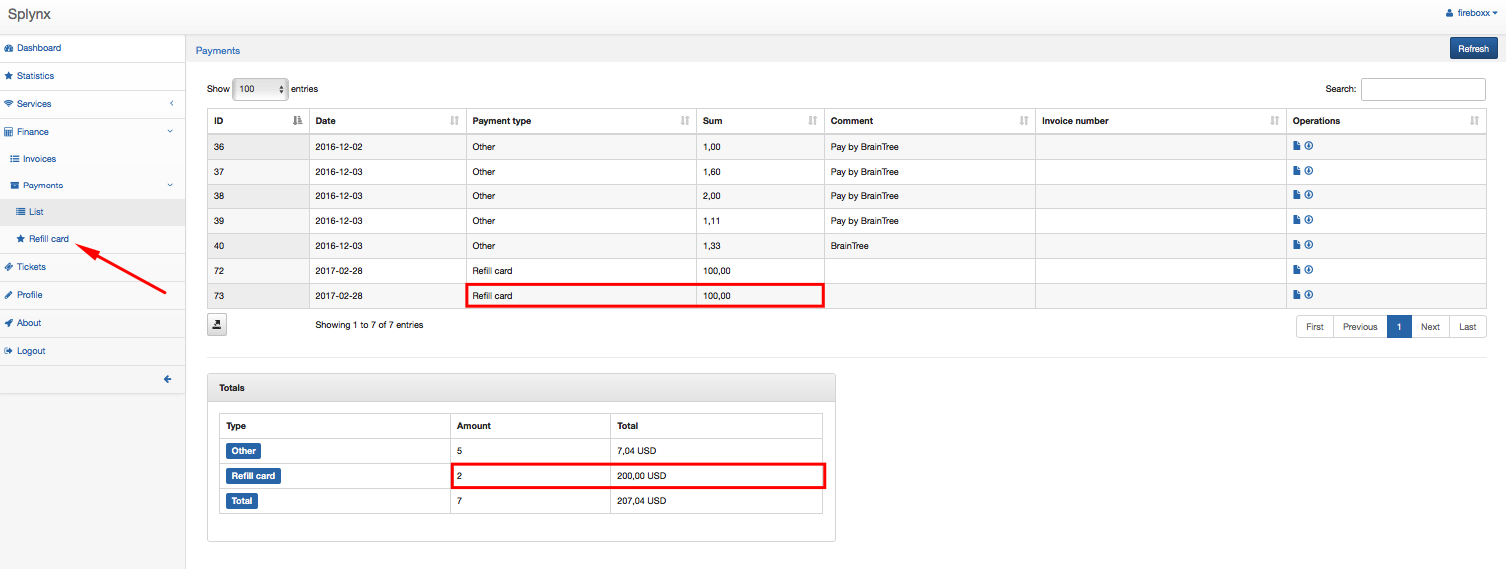 Splynx
fireboxx
Dashboard
Statistics
Services
Finance
Invoices
Payments
List
Refill card
Tickets
Profile
About
Logout
Payments
Refresh
Show 100 entries
Search:
ID Date Payment type Sum Comment Invoice number Operations
36 2016-12-02 Other 1,00 Pay by BrainTree
37 2016-12-03 Other 1,60 Pay by BrainTree
38 2016-12-03 Other 2,00 Pay by BrainTree
39 2016-12-03 Other 1,11 Pay by BrainTree
40 2016-12-03 Other 1,33 BrainTree
72 2017-02-28 Refill card 100,00
73 2017-02-28 Refill card 100,00
Showing 1 to 7 of 7 entries
First Previous 1 Next Last
Totals
Type Amount Total
Other 5 7,04 USD
Refill card 2 200,00 USD
Total 7 207,04 USD